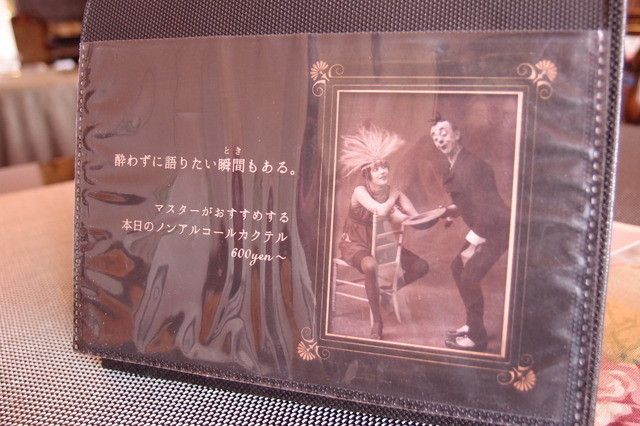 酔わずに語りたい瞬間もある。
とき
マスターがおすすめする
本日のノンアルコールカクテル
600yen～